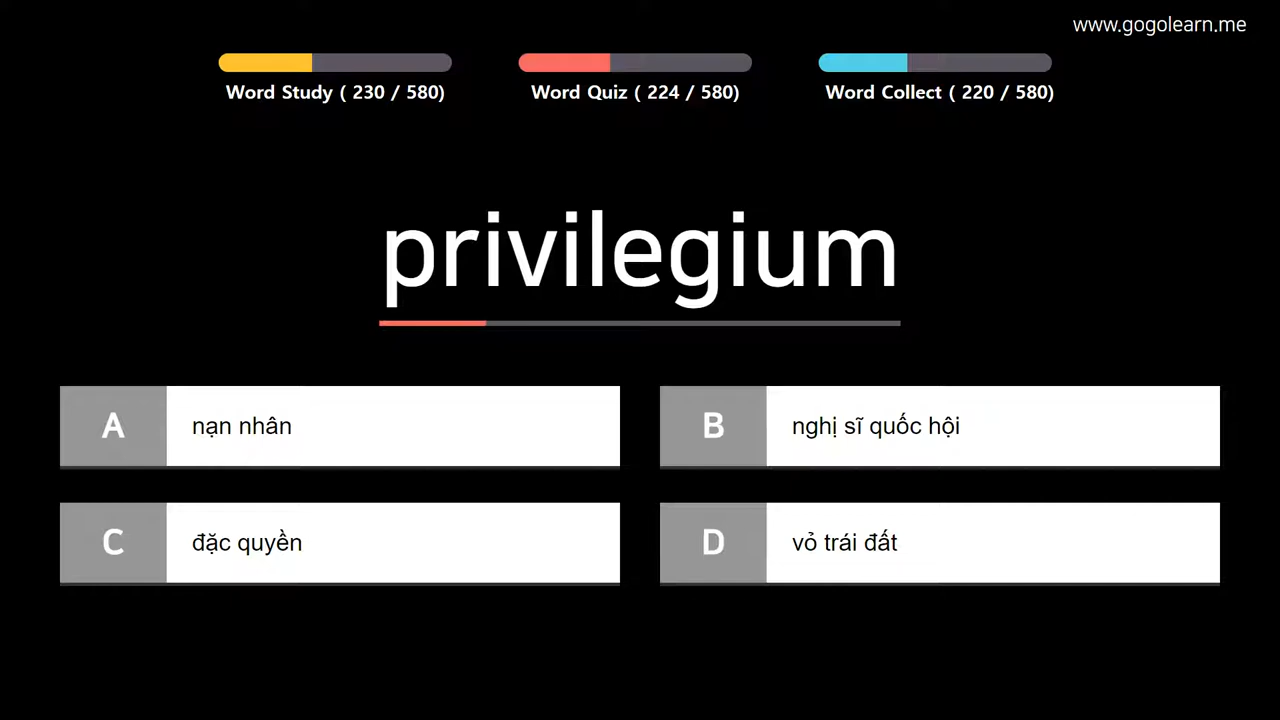 www.gogolearn.me
Word Study ( 230 / 580)
Word Quiz ( 224 / 580)
Word Collect ( 220 / 580)
privilegium
A nạn nhân
B nghị sĩ quốc hội
C đặc quyền
D vỏ trái đất